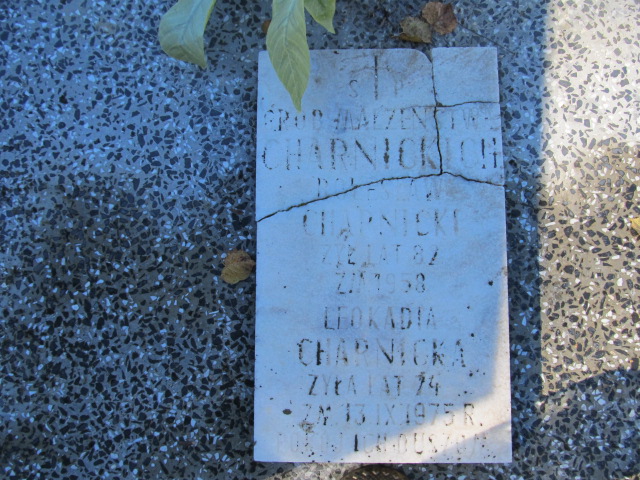 Ś P
GRÓB MAŁŻEŃSTWA
CHARNICKICH
CHARNICKI
ŻYŁ LAT 82
ZM 1958
LEOKADIA
CHARNICKA
ŻYŁA LAT 74
ZM 13 IX 1975 R.
POKÓJ ICH DUSZOM